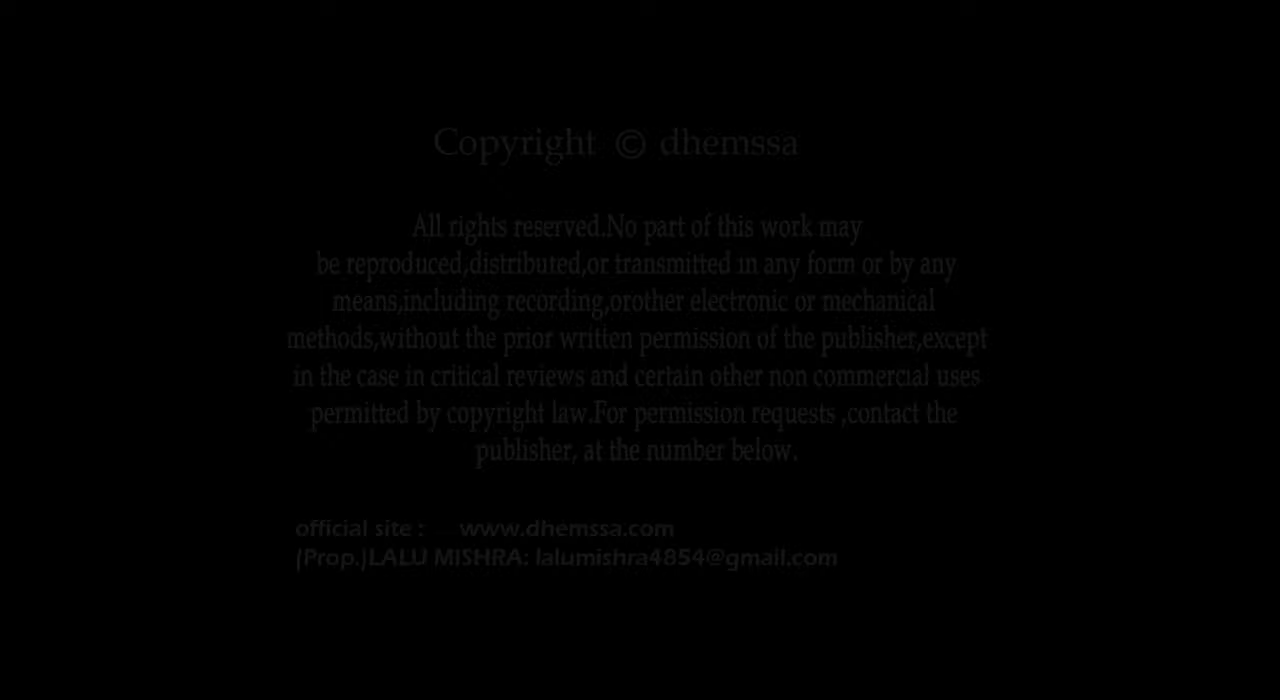 Copyright © dhemssa
All rights reserved.No part of this work may
be reproduced,distributed,or transmitted in any form or by any
means,including recording,orother electronic or mechanical
methods,without the prior written permission of the publisher,except
in the case in critical reviews and certain other non commercial uses
permitted by copyright law.For permission requests ,contact the
publisher, at the number below.
official site : www.dhemssa.com
(Prop.)LALU MISHRA: lalumishra4854@gmail.com